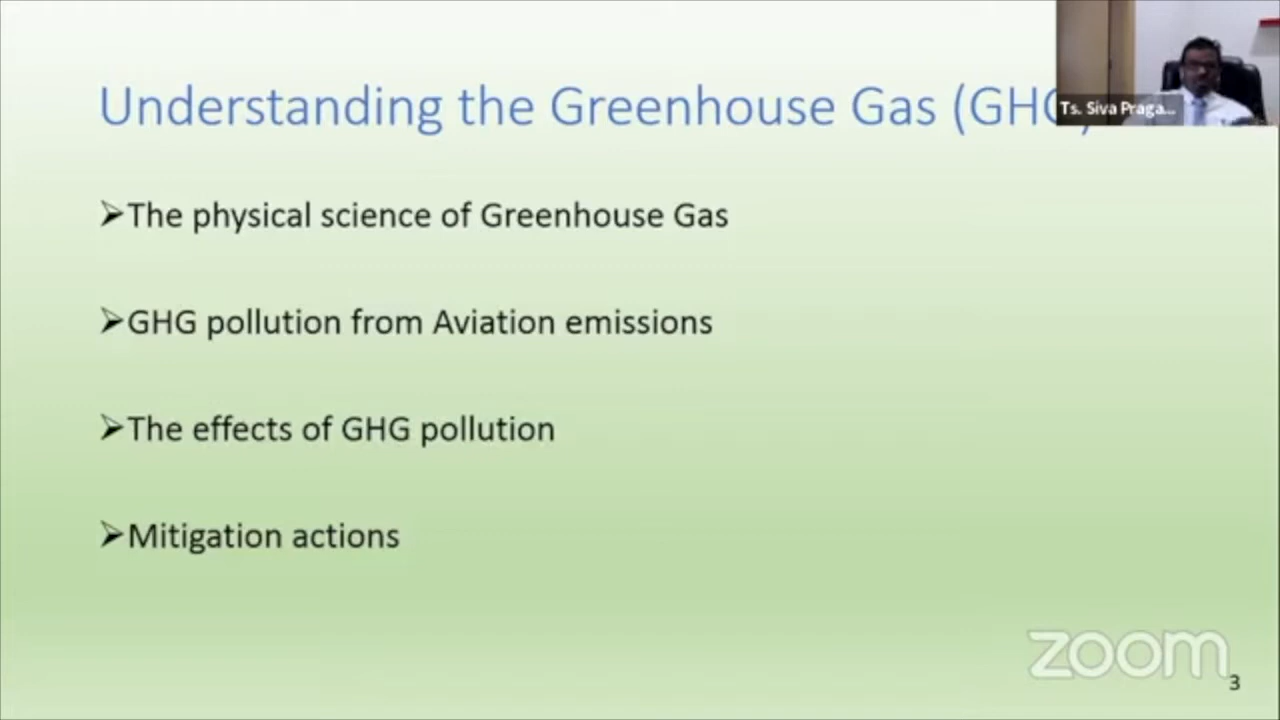 Understanding the Greenhouse Gas (GHG)
Ts. Siva Praga...
➢The physical science of Greenhouse Gas
➢GHG pollution from Aviation emissions
➢The effects of GHG pollution
➢Mitigation actions
zoom
3